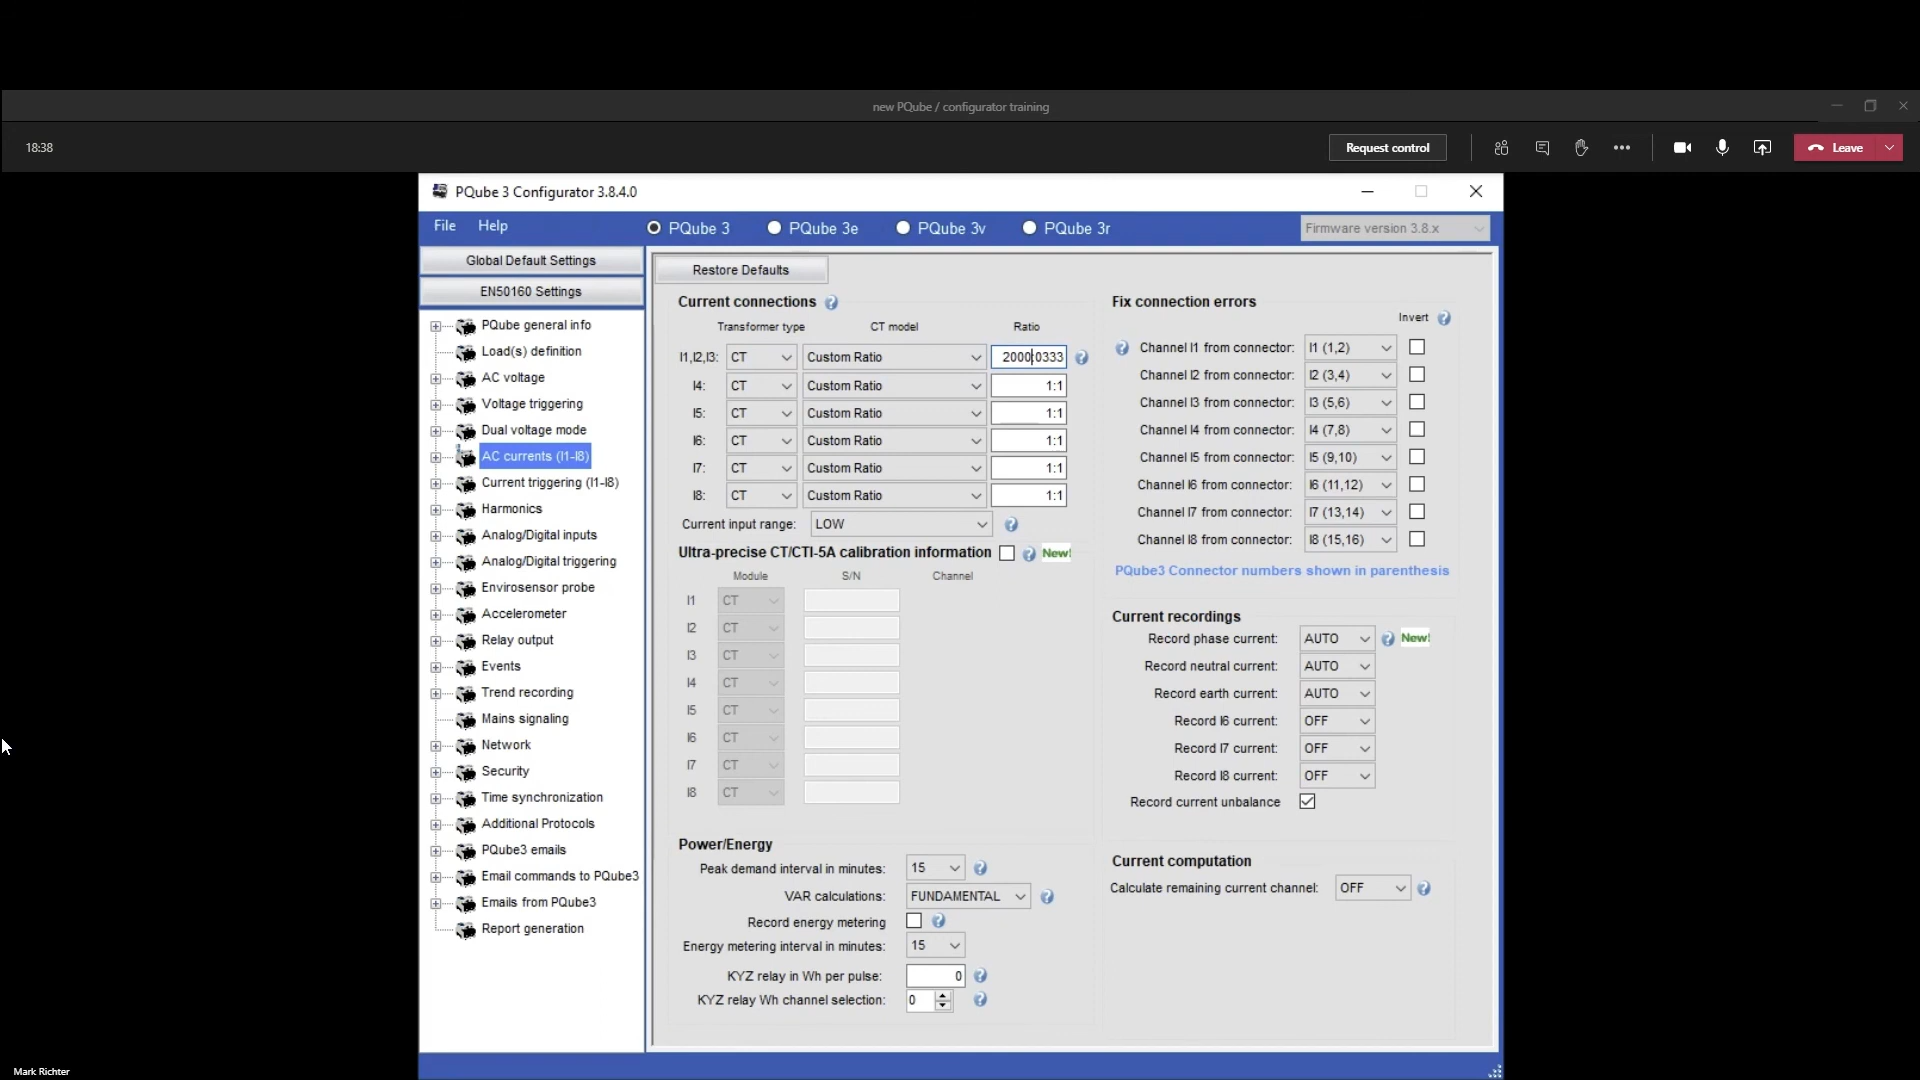 new PQube / configurator training
18:38
Request control
Leave
PQube 3 Configurator 3.8.4.0
File Help PQube 3 PQube 3e PQube 3v PQube 3r Firmware version 3.8.x
Global Default Settings
EN50160 Settings
PQube general info
Load(s) definition
AC voltage
Voltage triggering
Dual voltage mode
AC currents (I1-I8)
Current triggering (I1-I8)
Harmonics
Analog/Digital inputs
Analog/Digital triggering
Envirosensor probe
Accelerometer
Relay output
Events
Trend recording
Mains signaling
Network
Security
Time synchronization
Additional Protocols
PQube3 emails
Email commands to PQube3
Emails from PQube3
Report generation
Restore Defaults
Current connections
Transformer type CT model Ratio
I1,I2,I3: CT Custom Ratio 2000:0333
I4: CT Custom Ratio 1:1
I5: CT Custom Ratio 1:1
I6: CT Custom Ratio 1:1
I7: CT Custom Ratio 1:1
I8: CT Custom Ratio 1:1
Current input range: LOW
Ultra-precise CT/CTI-5A calibration information New!
Module S/N Channel
I1 CT
I2 CT
I3 CT
I4 CT
I5 CT
I6 CT
I7 CT
I8 CT
Power/Energy
Peak demand interval in minutes: 15
VAR calculations: FUNDAMENTAL
Record energy metering
Energy metering interval in minutes: 15
KYZ relay in Wh per pulse: 0
KYZ relay Wh channel selection: 0
Fix connection errors
Invert
Channel I1 from connector: I1 (1,2)
Channel I2 from connector: I2 (3,4)
Channel I3 from connector: I3 (5,6)
Channel I4 from connector: I4 (7,8)
Channel I5 from connector: I5 (9,10)
Channel I6 from connector: I6 (11,12)
Channel I7 from connector: I7 (13,14)
Channel I8 from connector: I8 (15,16)
PQube3 Connector numbers shown in parenthesis
Current recordings
Record phase current: AUTO New!
Record neutral current: AUTO
Record earth current: AUTO
Record I6 current: OFF
Record I7 current: OFF
Record I8 current: OFF
Record current unbalance
Current computation
Calculate remaining current channel: OFF
Mark Richter